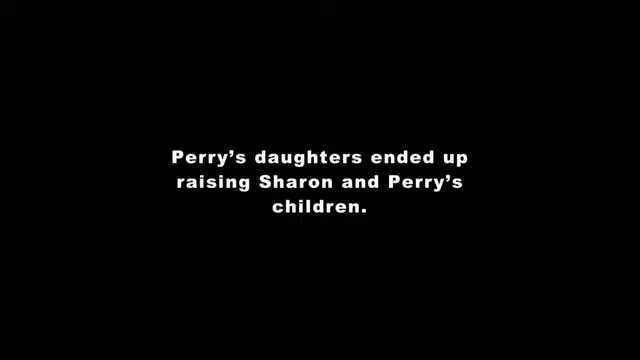 Perry’s daughters ended up
raising Sharon and Perry’s
children.